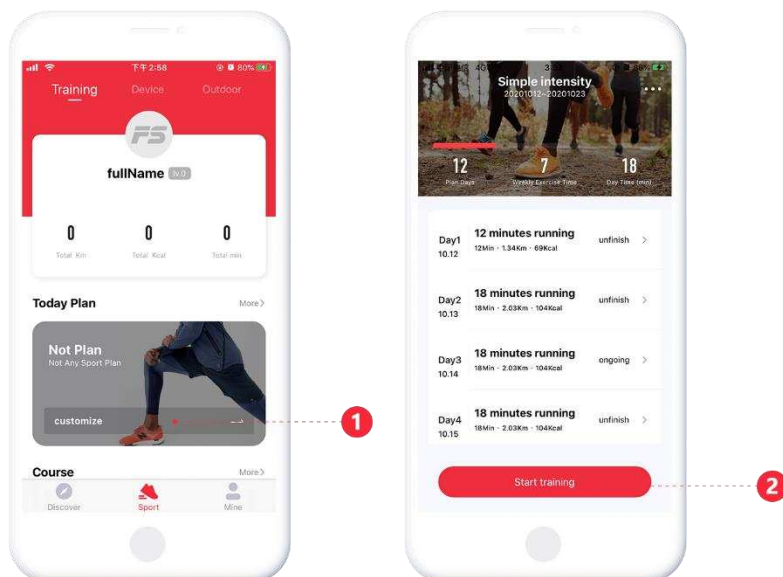 下午2:58
80%
Training Device Outdoor
FS
fullName lv.0
0 0 0
Total Km Total Kcal Total min
Today Plan More >
Not Plan
Not Any Sport Plan
customize
Course More >
Discover Sport Mine
1
Simple intensity
20201012~20201023
12 7 18
Plan Days Weekly Exercise Time Day Time (min)
Day1 12 minutes running unfinish >
10.12 12Min · 1.34Km · 69Kcal
Day2 18 minutes running unfinish >
10.13 18Min · 2.03Km · 104Kcal
Day3 18 minutes running ongoing >
10.14 18Min · 2.03Km · 104Kcal
Day4 18 minutes running unfinish >
10.15 18Min · 2.03Km · 104Kcal
Start training
2